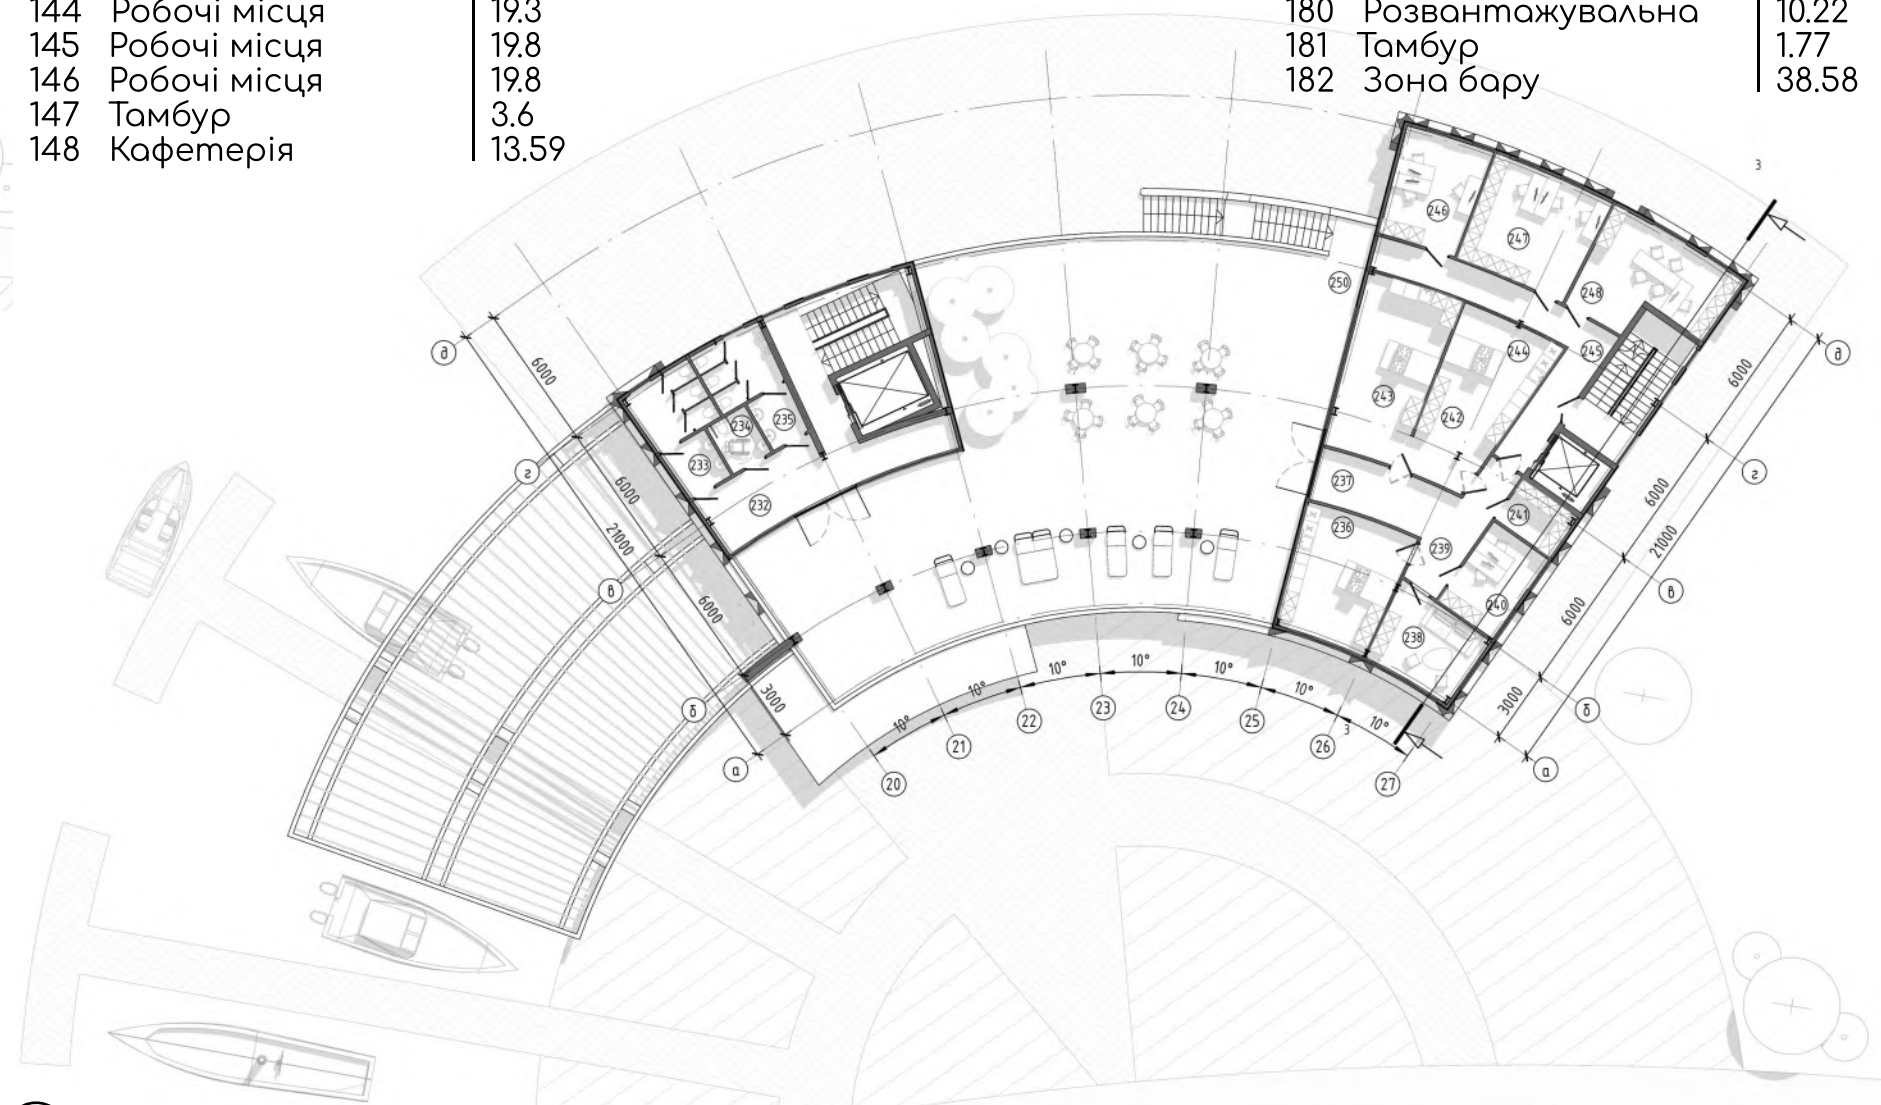 144 Робочі місця 19.3
145 Робочі місця 19.8
146 Робочі місця 19.8
147 Тамбур 3.6
148 Кафетерія 13.59
180 Розвантажувальна 10.22
181 Тамбур 1.77
182 Зона бару 38.58
3
246
247
248
250
245
244
243
242
237
236
241
239
240
238
235
234
233
232
д
г
в
б
а
6000
6000
21000
6000
3000
д
г
в
б
а
6000
6000
21000
6000
3000
10°
10°
10°
10°
10°
10°
10°
20
21
22
23
24
25
26
27
3